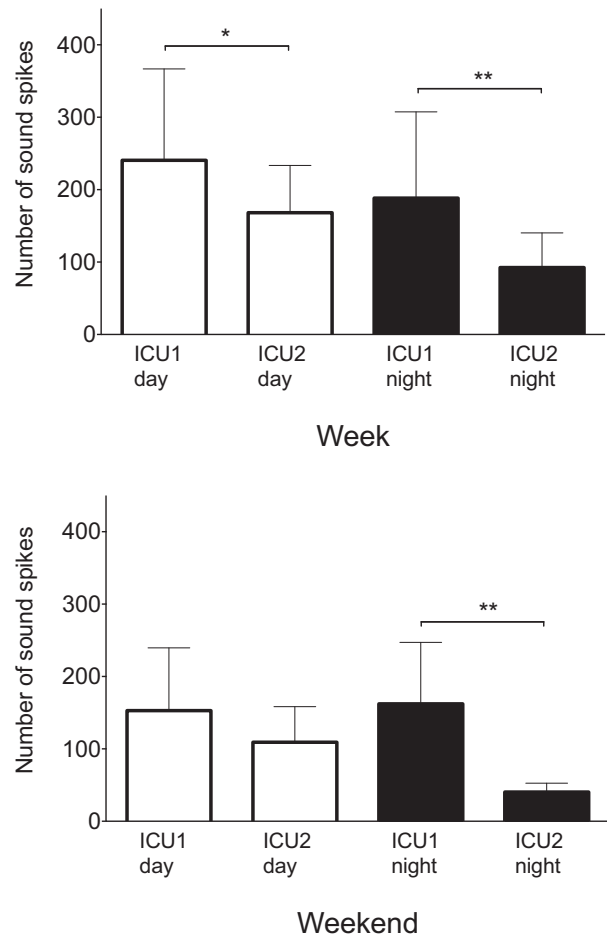 Number of sound spikes
400
300
200
100
0
*
**
ICU1 day
ICU2 day
ICU1 night
ICU2 night
Week
Number of sound spikes
400
300
200
100
0
**
ICU1 day
ICU2 day
ICU1 night
ICU2 night
Weekend